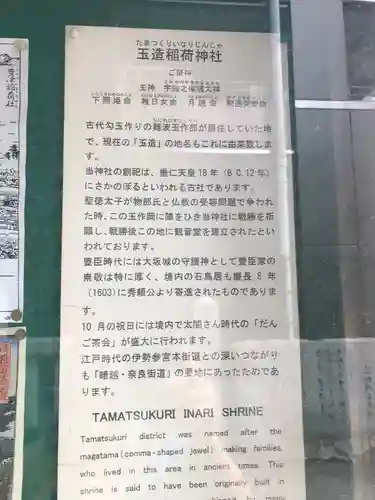 たまつくりいなりじんじゃ
玉造稲荷神社
ご祭神
主神 宇迦之御魂大神
下照姫命 稚日女命 月読命 軻遇突智命
古代勾玉作りの難波玉作部が居住していた地
で、現在の「玉造」の地名もこれに由来致しま
す。
当神社の創祀は、垂仁天皇18年(B.C.12年)
にさかのぼるといわれる古社であります。
聖徳太子が物部氏と仏教の受容問題で争われ
た時、この玉作岡に陣をひき当神社に戦勝を祈
願し、戦勝後この地に観音堂を建立されたとい
われております。
豊臣時代には大坂城の守護神として豊臣家の
崇敬は特に厚く、境内の石鳥居も慶長8年
(1603)に秀頼公より寄進されたものでありま
す。
10月の祝日には境内で太閤さん時代の「だん
ご茶会」が盛大に行われます。
江戸時代の伊勢参宮本街道との深いつながり
も「暗越・奈良街道」の要地にあったためであ
ります。
TAMATSUKURI INARI SHRINE
Tamatsukuri district was named after the
magatama (comma-shaped jewel) making families,
who lived in this area in ancient times. This
shrine is said to have been originally built in